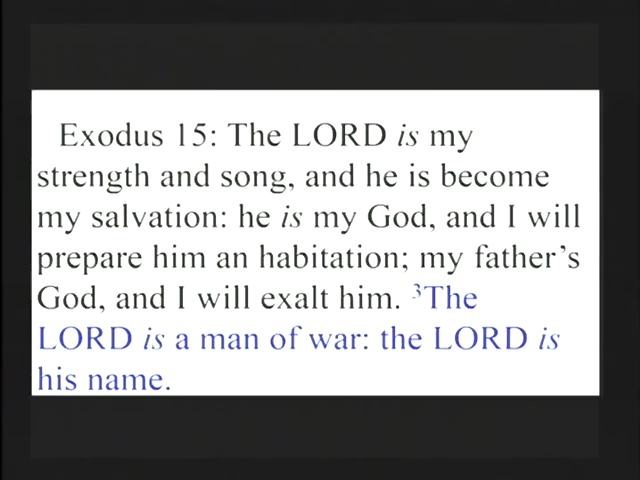 Exodus 15: The LORD is my
strength and song, and he is become
my salvation: he is my God, and I will
prepare him an habitation; my father’s
God, and I will exalt him. ³The
LORD is a man of war: the LORD is
his name.